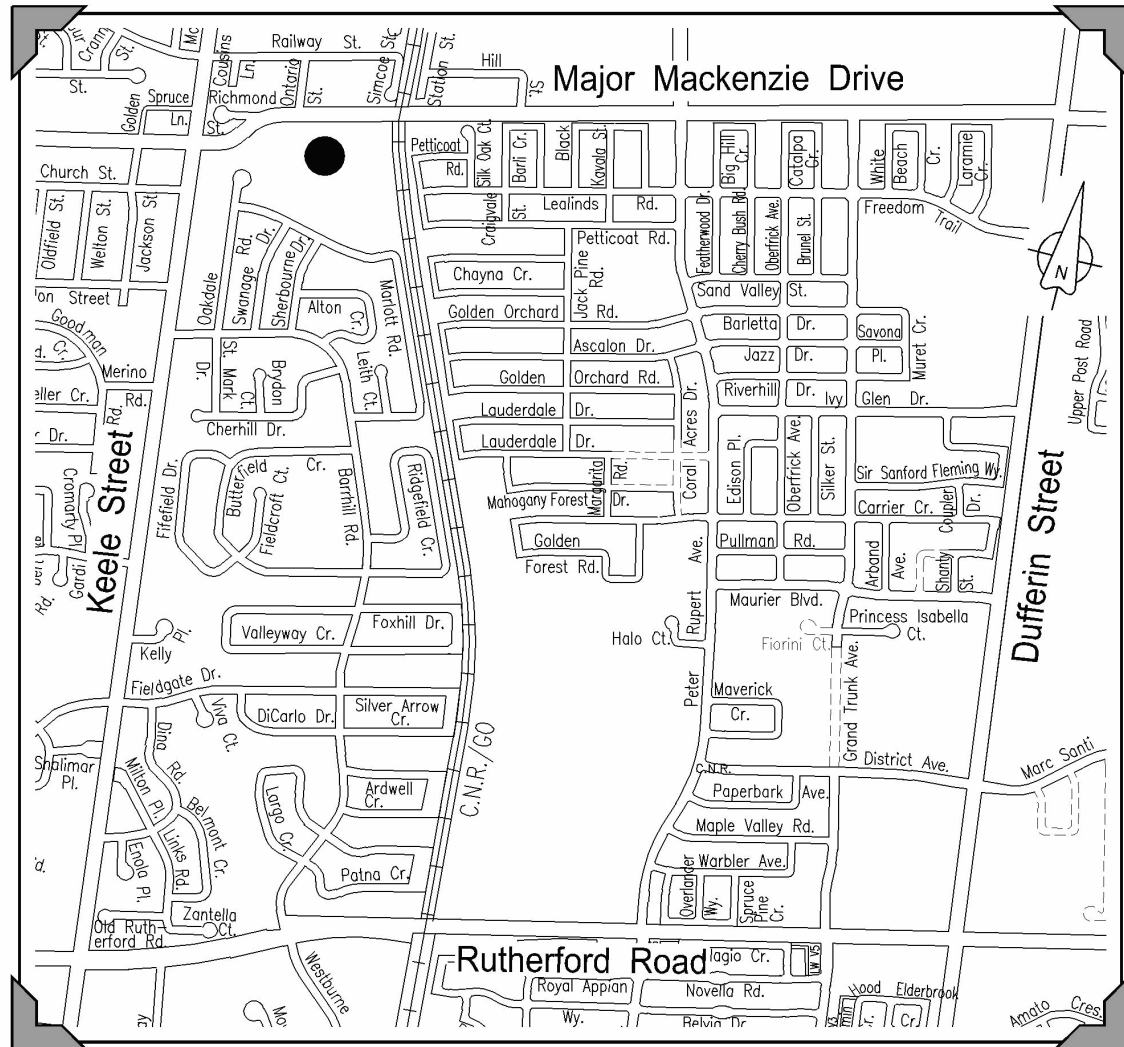 Railway St.
Hill St.
Major Mackenzie Drive
Crann St.
St.
Cousins Ln.
Ontario St.
Simcoe St.
Station St.
Golden Spruce Ln.
Richmond St.
Church St.
Oldfield St.
Welton St.
Jackson St.
Goodman
Merino Rd.
Keele Street
Cromarty Pl.
Gardi
Rd.
Oakdale
Swanage Rd.
Sherbourne Dr.
Dr.
Alton Cr.
Marlott Rd.
Leith Ct.
St. Mark
Dr.
Ct.
Brydon
Cherhill Dr.
Fifefield Dr.
Butterfield Cr.
Fieldcroft Ct.
Barrhill Rd.
Ridgefield Cr.
Valleyway Cr.
Foxhill Dr.
Kelly Pl.
Fieldgate Dr.
Viva Ct.
DiCarlo Dr.
Silver Arrow Cr.
Ardwell Cr.
Largo Cr.
Patna Cr.
Dina Rd.
Belmont Cr.
Shalimar Pl.
Milton Pl.
Links Rd.
Enola Pl.
Zantella Ct.
Old Ruth-
erford Rd.
Westburne
C.N.R./GO
Petticoat Rd.
Silk Oak Ct.
Barli Cr.
Black
Kavala St.
Craigvale St.
Lealinds Rd.
Petticoat Rd.
Chayna Cr.
Jack Pine Rd.
Golden Orchard Rd.
Ascalon Dr.
Golden Orchard Rd.
Lauderdale Dr.
Lauderdale Dr.
Margarita Rd.
Mahogany Forest Dr.
Golden
Forest Rd.
Coral Acres Dr.
Big Hill Cr.
Catalpa Cr.
White Beach Cr.
Laramie Cr.
Freedom Trail
Featherwood Dr.
Cherry Bush Rd.
Oberfrick Ave.
Brunel St.
Sand Valley St.
Barletta Dr.
Savona Pl.
Muret Cr.
Jazz Dr.
Riverhill Dr.
Ivy Glen Dr.
Edison Pl.
Oberfrick Ave.
Silker St.
Sir Sanford Fleming Wy.
Carrier Cr.
Coupler Dr.
Pullman Rd.
Arband Ave.
Shanty St.
Maurier Blvd.
Princess Isabella Ct.
Fiorini Ct.
Halo Ct.
Peter Rupert Ave.
Maverick Cr.
Grand Trunk Ave.
District Ave.
Marc Santi
C.N.R.
Paperbark Ave.
Maple Valley Rd.
Warbler Ave.
Overlander Wy.
Spruce Pine Cr.
Dufferin Street
Upper Post Road
N
Rutherford Road
Royal Appian Wy.
Novella Rd.
Hood
Elderbrook Cr.
Amato Cres.